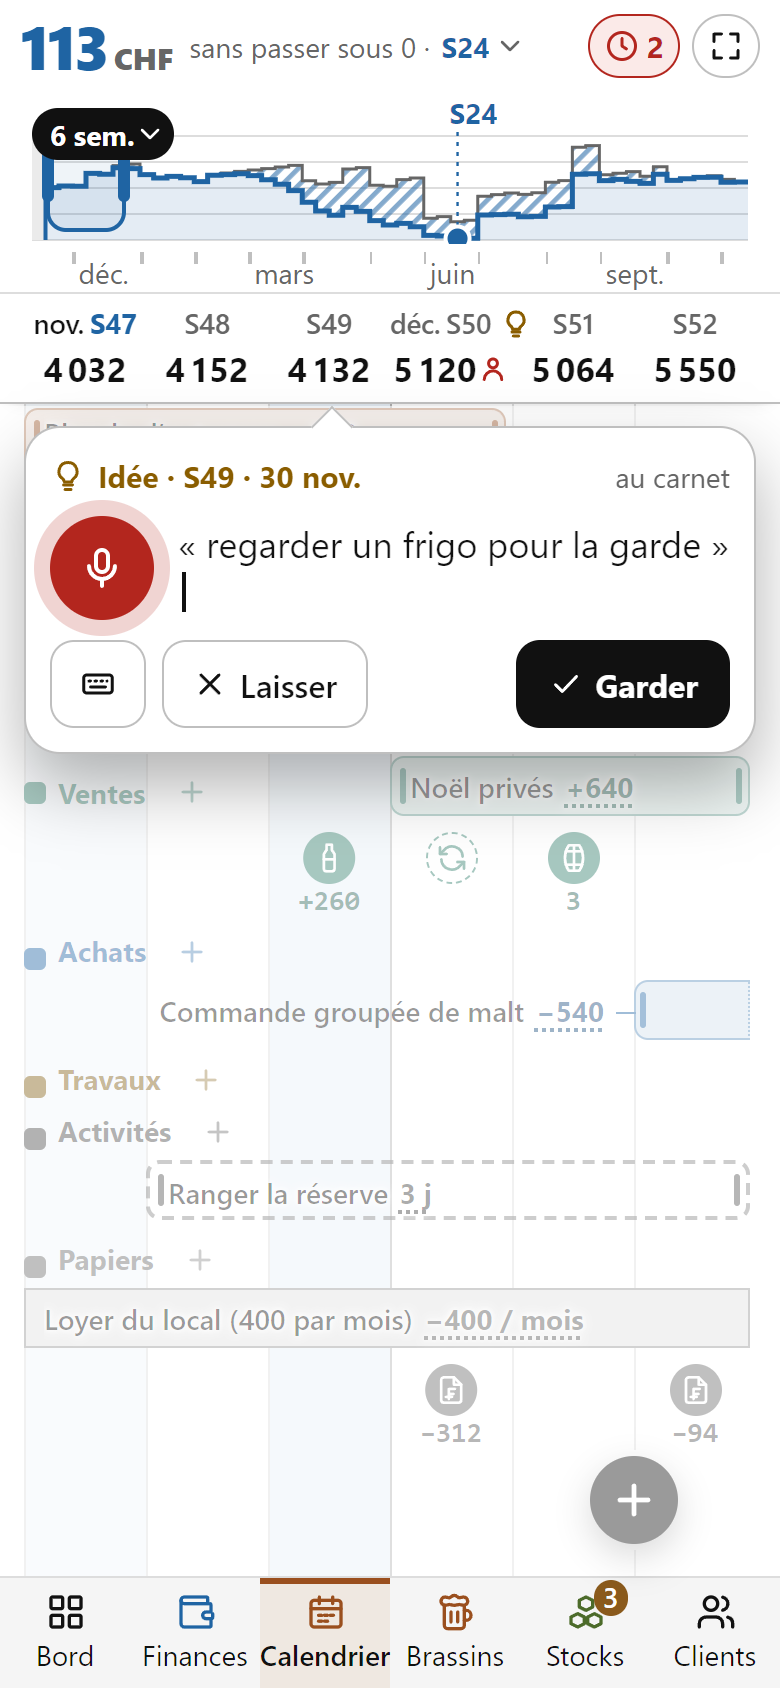 113 CHF sans passer sous 0 · S24
2
S24
6 sem.
déc. mars juin sept.
nov. S47 S48 S49 déc. S50 S51 S52
4 032 4 152 4 132 5 120 5 064 5 550
Idée · S49 · 30 nov. au carnet
« regarder un frigo pour la garde »
Laisser Garder
Ventes + Noël privés +640
+260 3
Achats +
Commande groupée de malt −540
Travaux +
Activités +
Ranger la réserve 3 j
Papiers +
Loyer du local (400 par mois) −400 / mois
−312 −94
+
3
Bord Finances Calendrier Brassins Stocks Clients